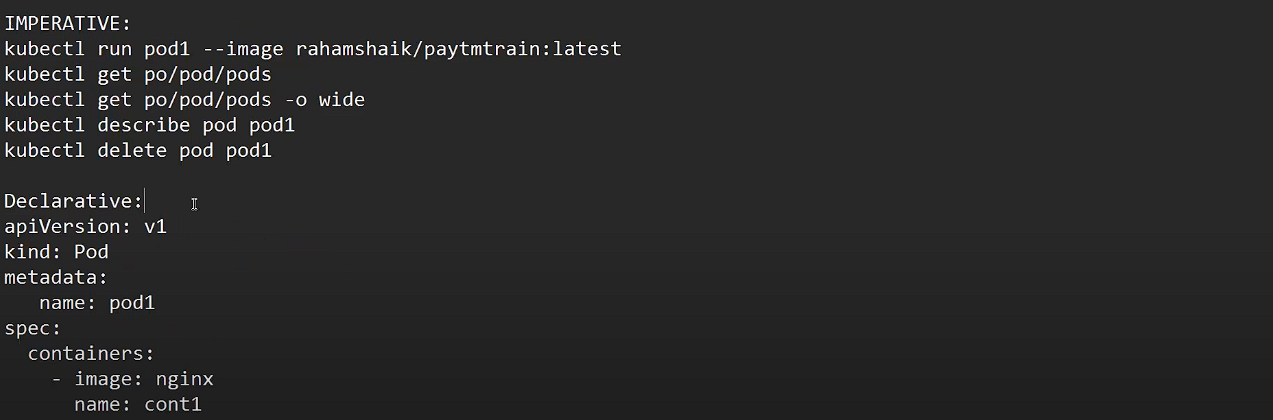 IMPERATIVE:
kubectl run pod1 --image rahamshaik/paytmtrain:latest
kubectl get po/pod/pods
kubectl get po/pod/pods -o wide
kubectl describe pod pod1
kubectl delete pod pod1

Declarative:
apiVersion: v1
kind: Pod
metadata:
   name: pod1
spec:
  containers:
    - image: nginx
      name: cont1